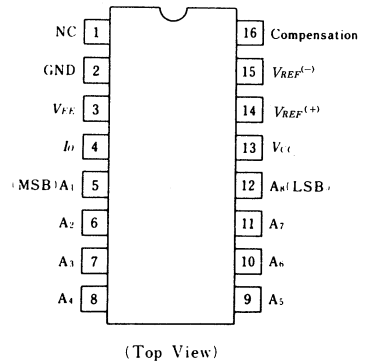 NC 1 16 Compensation
GND 2 15 VREF(−)
VEE 3 14 VREF(+)
IO 4 13 VCC
(MSB)A1 5 12 A8(LSB)
A2 6 11 A7
A3 7 10 A6
A4 8 9 A5
(Top View)